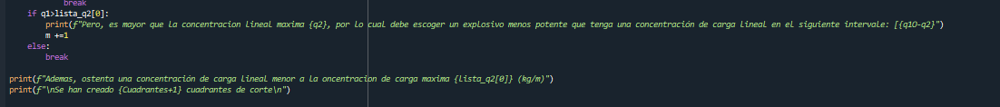 break
if q1>lista_q2[0]:
print(f"Pero, es mayor que la concentracion lineal maxima {q2}, por lo cual debe escoger un explosivo menos potente que tenga una concentración de carga lineal en el siguiente intervale: [{q10-q2}")
m +=1
else:
break
print(f"Ademas, ostenta una concentración de carga lineal menor a la oncentracion de carga maxima {lista_q2[0]} (kg/m)")
print(f"\nSe han creado {Cuadrantes+1} cuadrantes de corte\n")